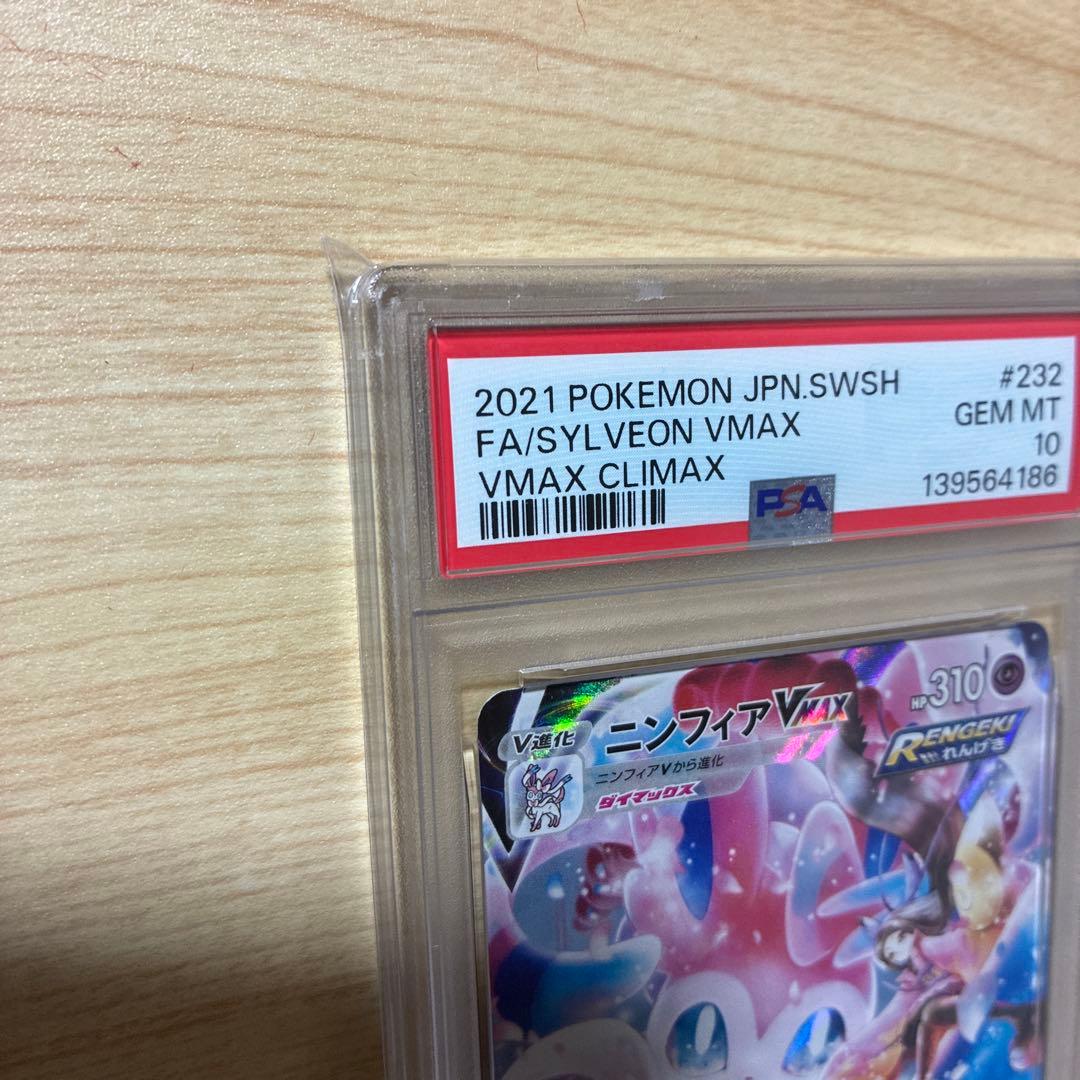 2021 POKEMON JPN.SWSH #232
FA/SYLVEON VMAX GEM MT
VMAX CLIMAX 10
PSA 139564186
V進化 ニンフィアVMAX HP310
ニンフィアVから進化
ダイマックス
RENGEKI
れんげき